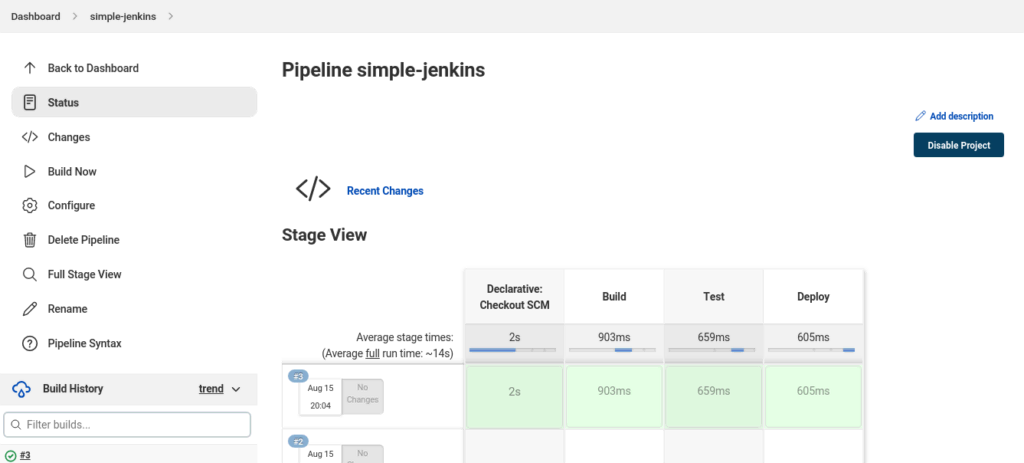 Dashboard
simple-jenkins
Back to Dashboard
Status
Changes
Build Now
Configure
Delete Pipeline
Full Stage View
Rename
Pipeline Syntax
Build History
trend
Filter builds...
#3
Pipeline simple-jenkins
Add description
Disable Project
Recent Changes
Stage View
Declarative:
Checkout SCM
Build
Test
Deploy
Average stage times:
(Average full run time: ~14s)
2s
903ms
659ms
605ms
#3
Aug 15
20:04
No
Changes
2s
903ms
659ms
605ms
#2
Aug 15
No